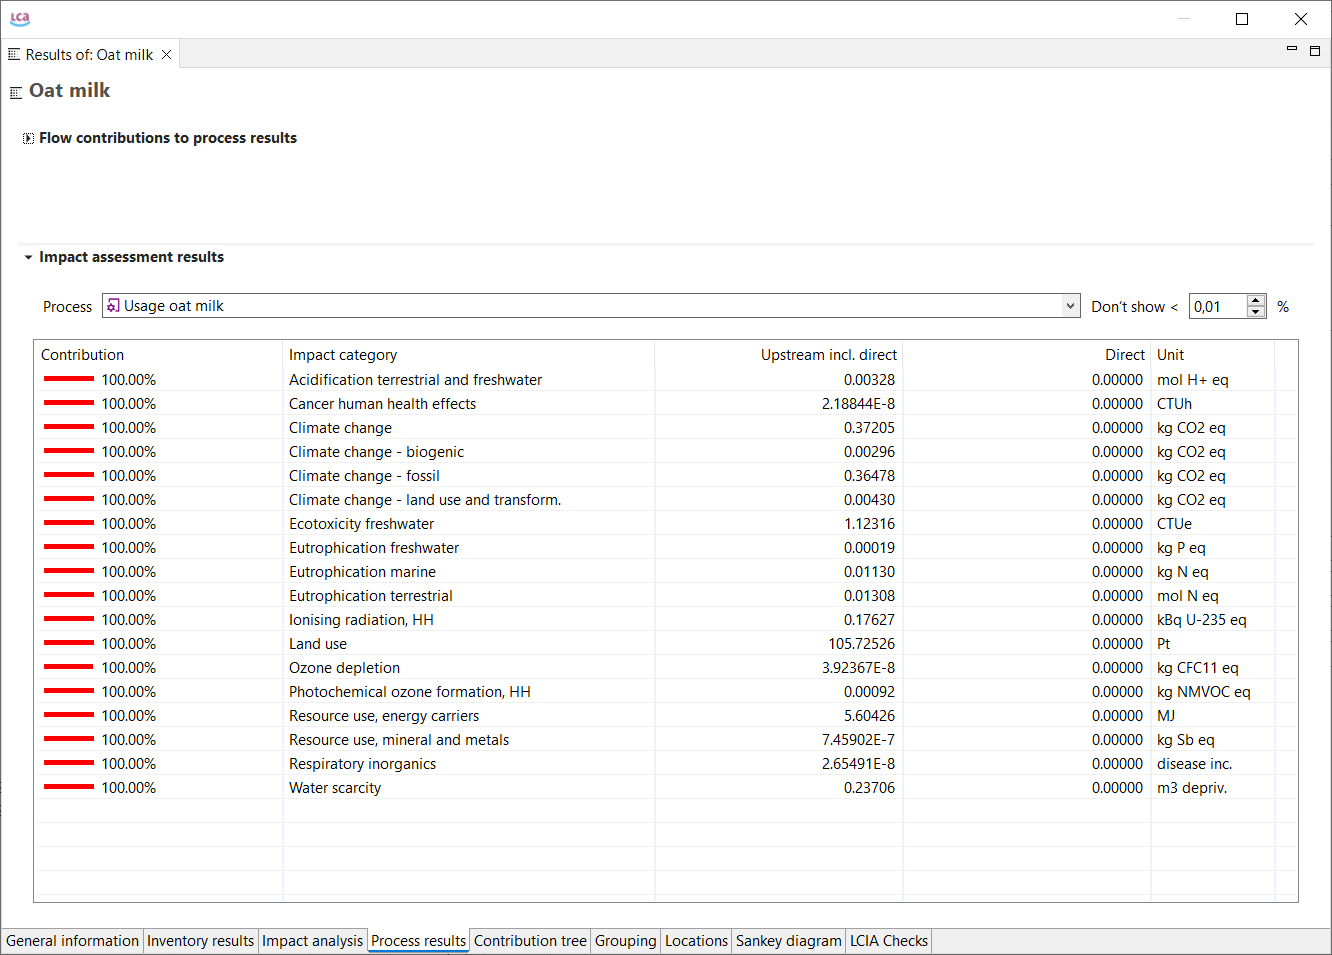 LCA
Results of: Oat milk
Oat milk
Flow contributions to process results
Impact assessment results
Process Usage oat milk Don't show < 0,01 %
Contribution Impact category Upstream incl. direct Direct Unit
100.00% Acidification terrestrial and freshwater 0.00328 0.00000 mol H+ eq
100.00% Cancer human health effects 2.18844E-8 0.00000 CTUh
100.00% Climate change 0.37205 0.00000 kg CO2 eq
100.00% Climate change - biogenic 0.00296 0.00000 kg CO2 eq
100.00% Climate change - fossil 0.36478 0.00000 kg CO2 eq
100.00% Climate change - land use and transform. 0.00430 0.00000 kg CO2 eq
100.00% Ecotoxicity freshwater 1.12316 0.00000 CTUe
100.00% Eutrophication freshwater 0.00019 0.00000 kg P eq
100.00% Eutrophication marine 0.01130 0.00000 kg N eq
100.00% Eutrophication terrestrial 0.01308 0.00000 mol N eq
100.00% Ionising radiation, HH 0.17627 0.00000 kBq U-235 eq
100.00% Land use 105.72526 0.00000 Pt
100.00% Ozone depletion 3.92367E-8 0.00000 kg CFC11 eq
100.00% Photochemical ozone formation, HH 0.00092 0.00000 kg NMVOC eq
100.00% Resource use, energy carriers 5.60426 0.00000 MJ
100.00% Resource use, mineral and metals 7.45902E-7 0.00000 kg Sb eq
100.00% Respiratory inorganics 2.65491E-8 0.00000 disease inc.
100.00% Water scarcity 0.23706 0.00000 m3 depriv.
General information Inventory results Impact analysis Process results Contribution tree Grouping Locations Sankey diagram LCIA Checks